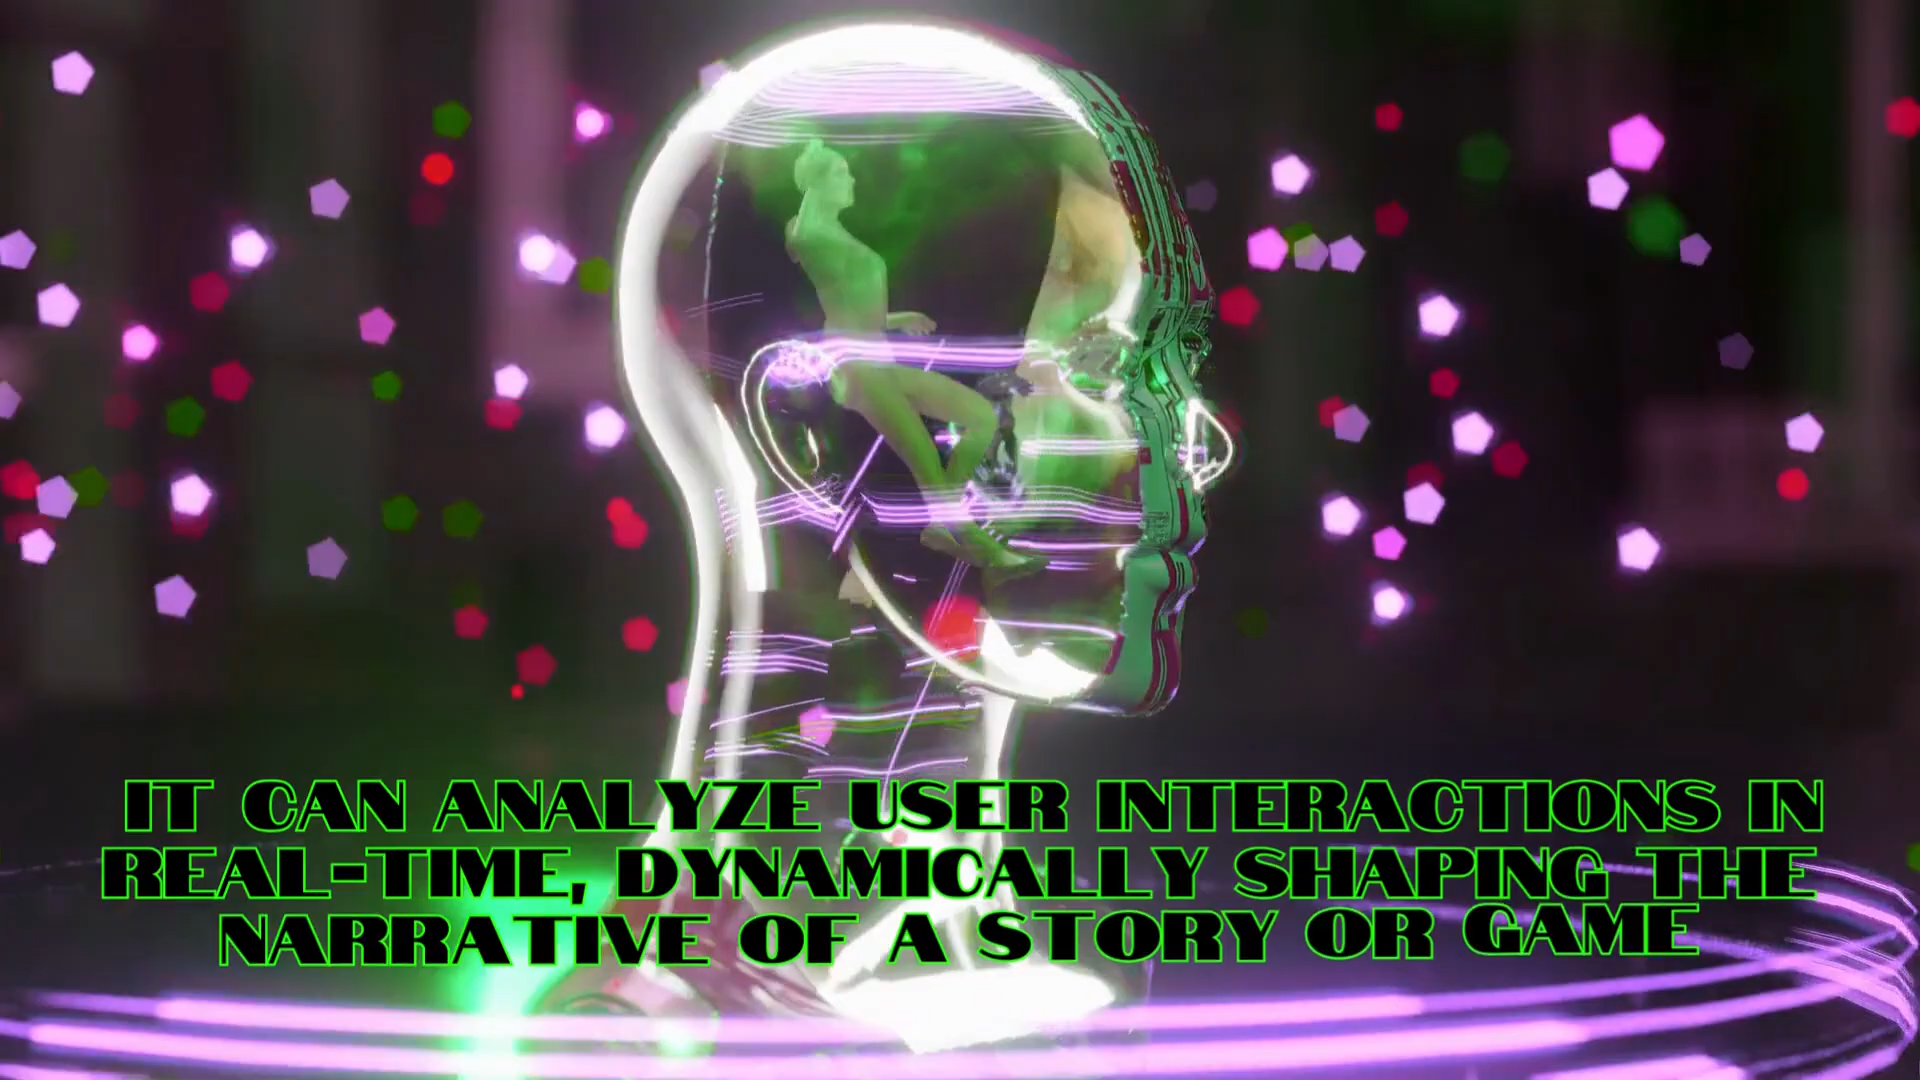 IT CAN ANALYZE USER INTERACTIONS IN
REAL-TIME, DYNAMICALLY SHAPING THE
NARRATIVE OF A STORY OR GAME